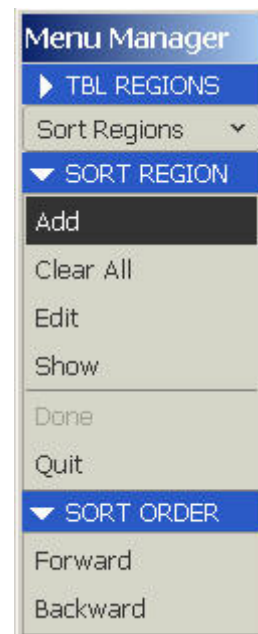 Menu Manager
TBL REGIONS
Sort Regions
SORT REGION
Add
Clear All
Edit
Show
Done
Quit
SORT ORDER
Forward
Backward